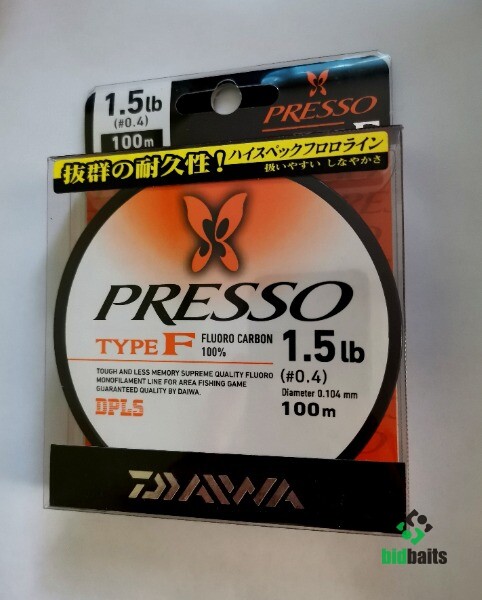 1.5lb
(#0.4)
100m
PRESSO
抜群の耐久性！ハイスペックフロロライン
扱いやすい しなやかさ
PRESSO
TYPE F FLUORO CARBON 100%
1.5lb
(#0.4)
Diameter 0.104 mm
100m
TOUGH AND LESS MEMORY SUPREME QUALITY FLUORO
MONOFILAMENT LINE FOR AREA FISHING GAME
GUARANTEED QUALITY BY DAIWA.
DPLS
DAIWA
bidbaits